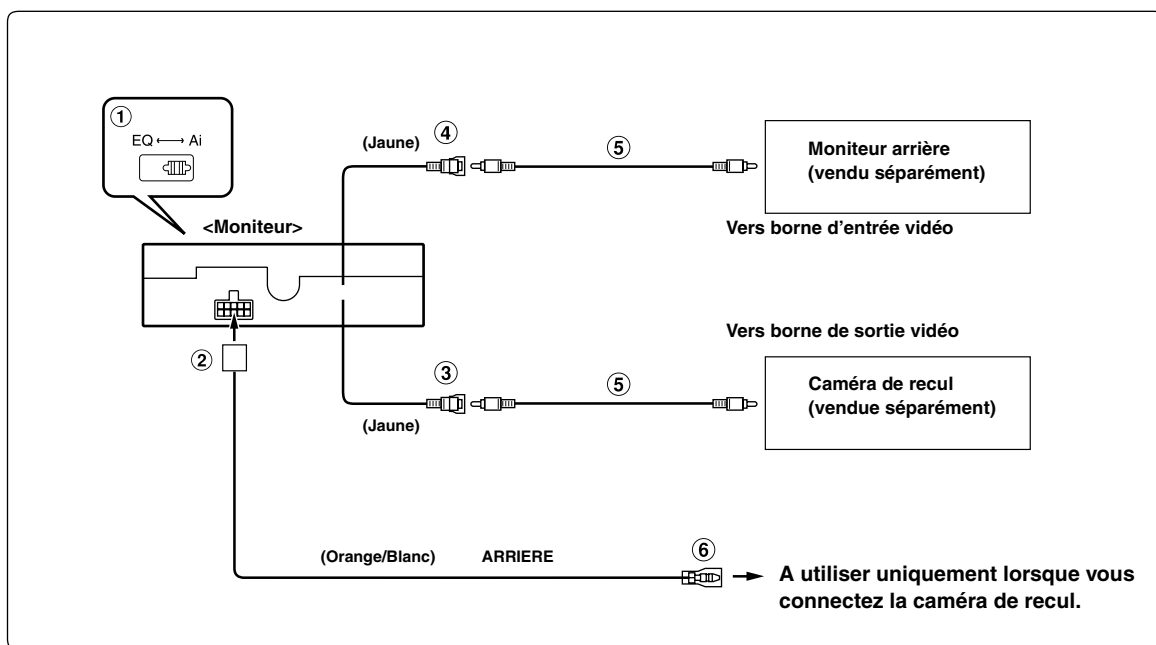 ①
EQ ⟷ Ai
<Moniteur>
(Jaune)
④
⑤
Moniteur arrière
(vendu séparément)
Vers borne d'entrée vidéo
Vers borne de sortie vidéo
②
③
(Jaune)
⑤
Caméra de recul
(vendue séparément)
(Orange/Blanc) ARRIERE
⑥
A utiliser uniquement lorsque vous
connectez la caméra de recul.